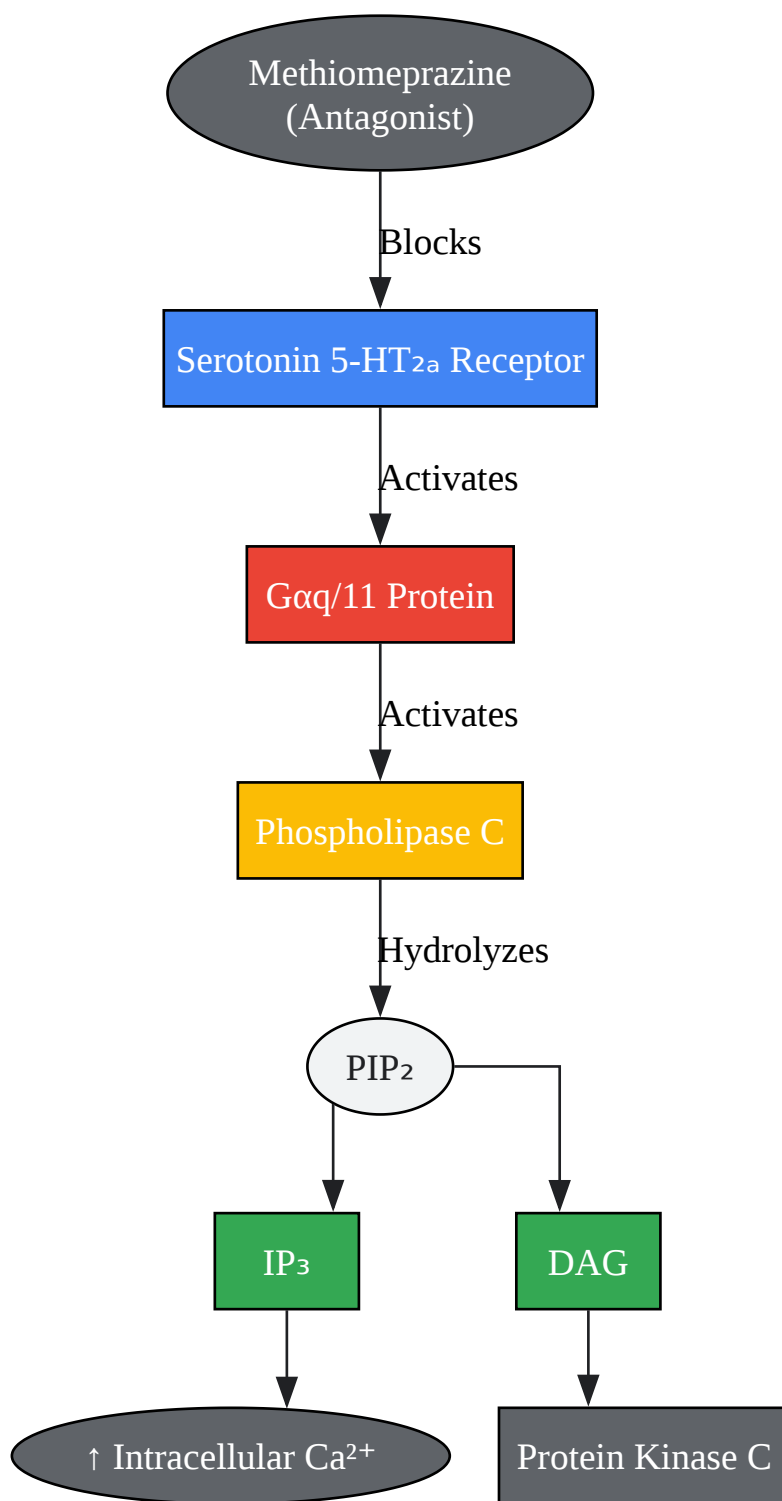 Methiomeprazine
(Antagonist)
Blocks
Serotonin 5-HT₂ₐ Receptor
Activates
Gαq/11 Protein
Activates
Phospholipase C
Hydrolyzes
PIP₂
IP₃
DAG
↑ Intracellular Ca²⁺
Protein Kinase C